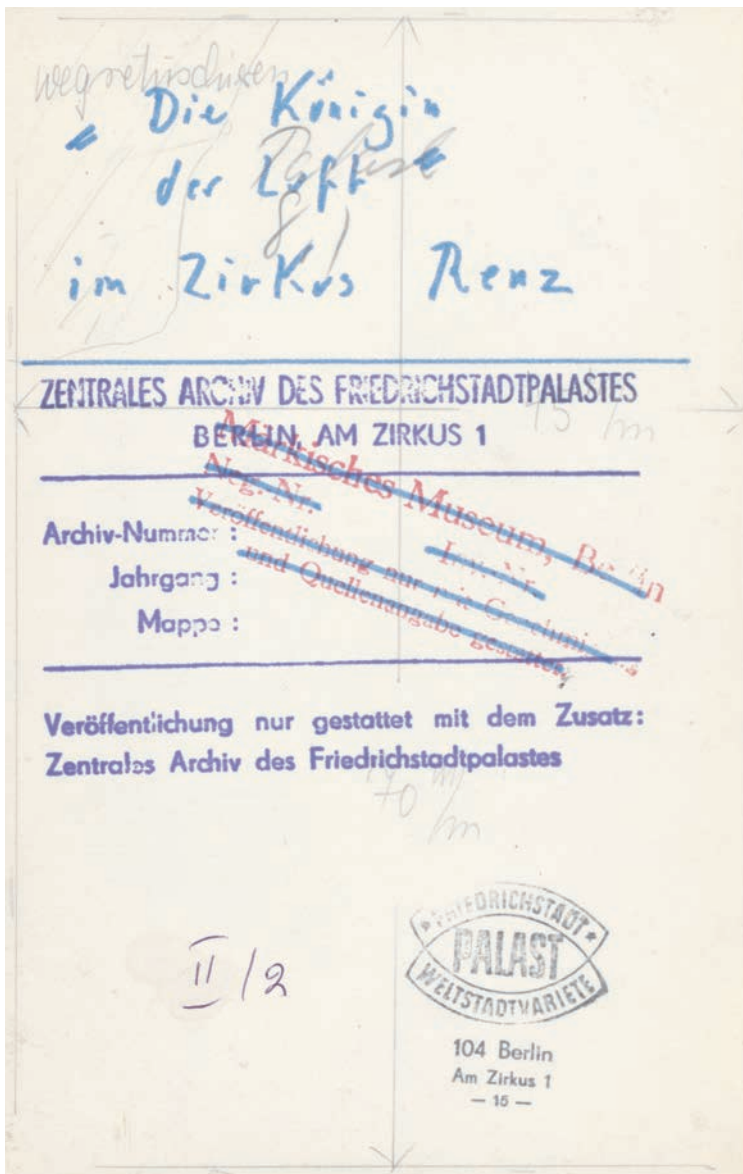 wegretuschieren
"Die Königin
der Luft"
im Zirkus Renz
ZENTRALES ARCHIV DES FRIEDRICHSTADTPALASTES
BERLIN, AM ZIRKUS 1
75 /m
Märkisches Museum, Berlin
Neg. Nr. Inv. Nr.
Veröffentlichung nur mit Genehmigung
und Quellenangabe gestattet.
Archiv-Nummer :
Jahrgang :
Mappe :
Veröffentlichung nur gestattet mit dem Zusatz:
Zentrales Archiv des Friedrichstadtpalastes
70 /m
II/2
FRIEDRICHSTADT
PALAST
WELTSTADTVARIETE
104 Berlin
Am Zirkus 1
— 15 —